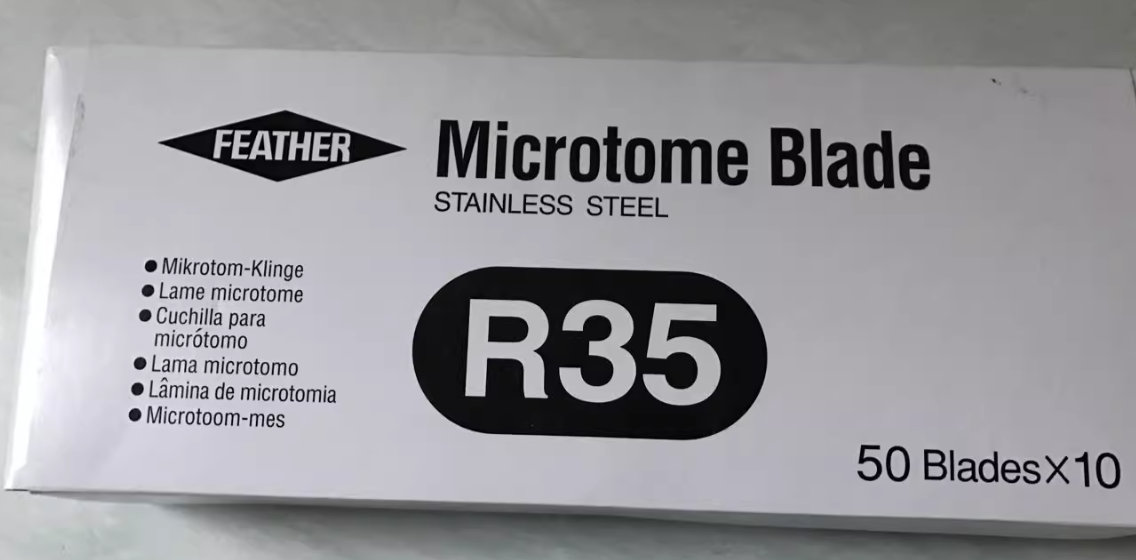 FEATHER
Microtome Blade
STAINLESS STEEL
● Mikrotom-Klinge
● Lame microtome
● Cuchilla para
micrótomo
● Lama microtomo
● Lâmina de microtomia
● Microtoom-mes
R35
50 Blades×10